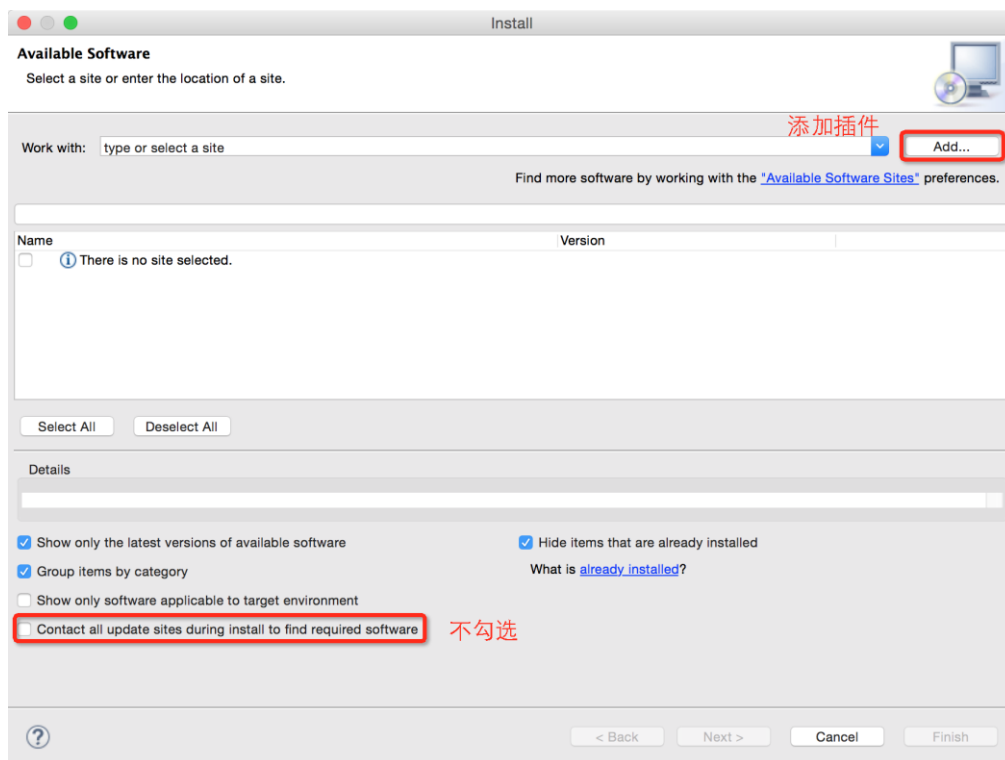 Install
Available Software
Select a site or enter the location of a site.
添加插件
Work with: type or select a site Add...
Find more software by working with the "Available Software Sites" preferences.
Name Version
There is no site selected.
Select All Deselect All
Details
Show only the latest versions of available software Hide items that are already installed
Group items by category What is already installed?
Show only software applicable to target environment
Contact all update sites during install to find required software 不勾选
? < Back Next > Cancel Finish